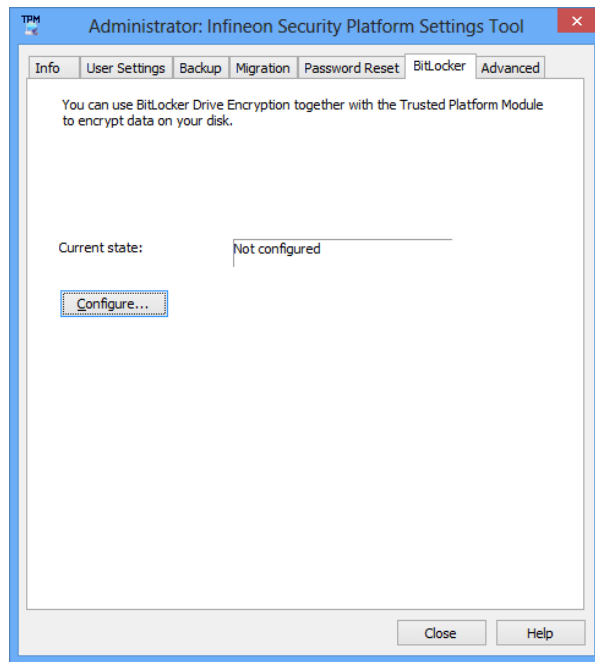 TPM
Administrator: Infineon Security Platform Settings Tool
Info User Settings Backup Migration Password Reset BitLocker Advanced
You can use BitLocker Drive Encryption together with the Trusted Platform Module
to encrypt data on your disk.
Current state: Not configured
Configure...
Close Help